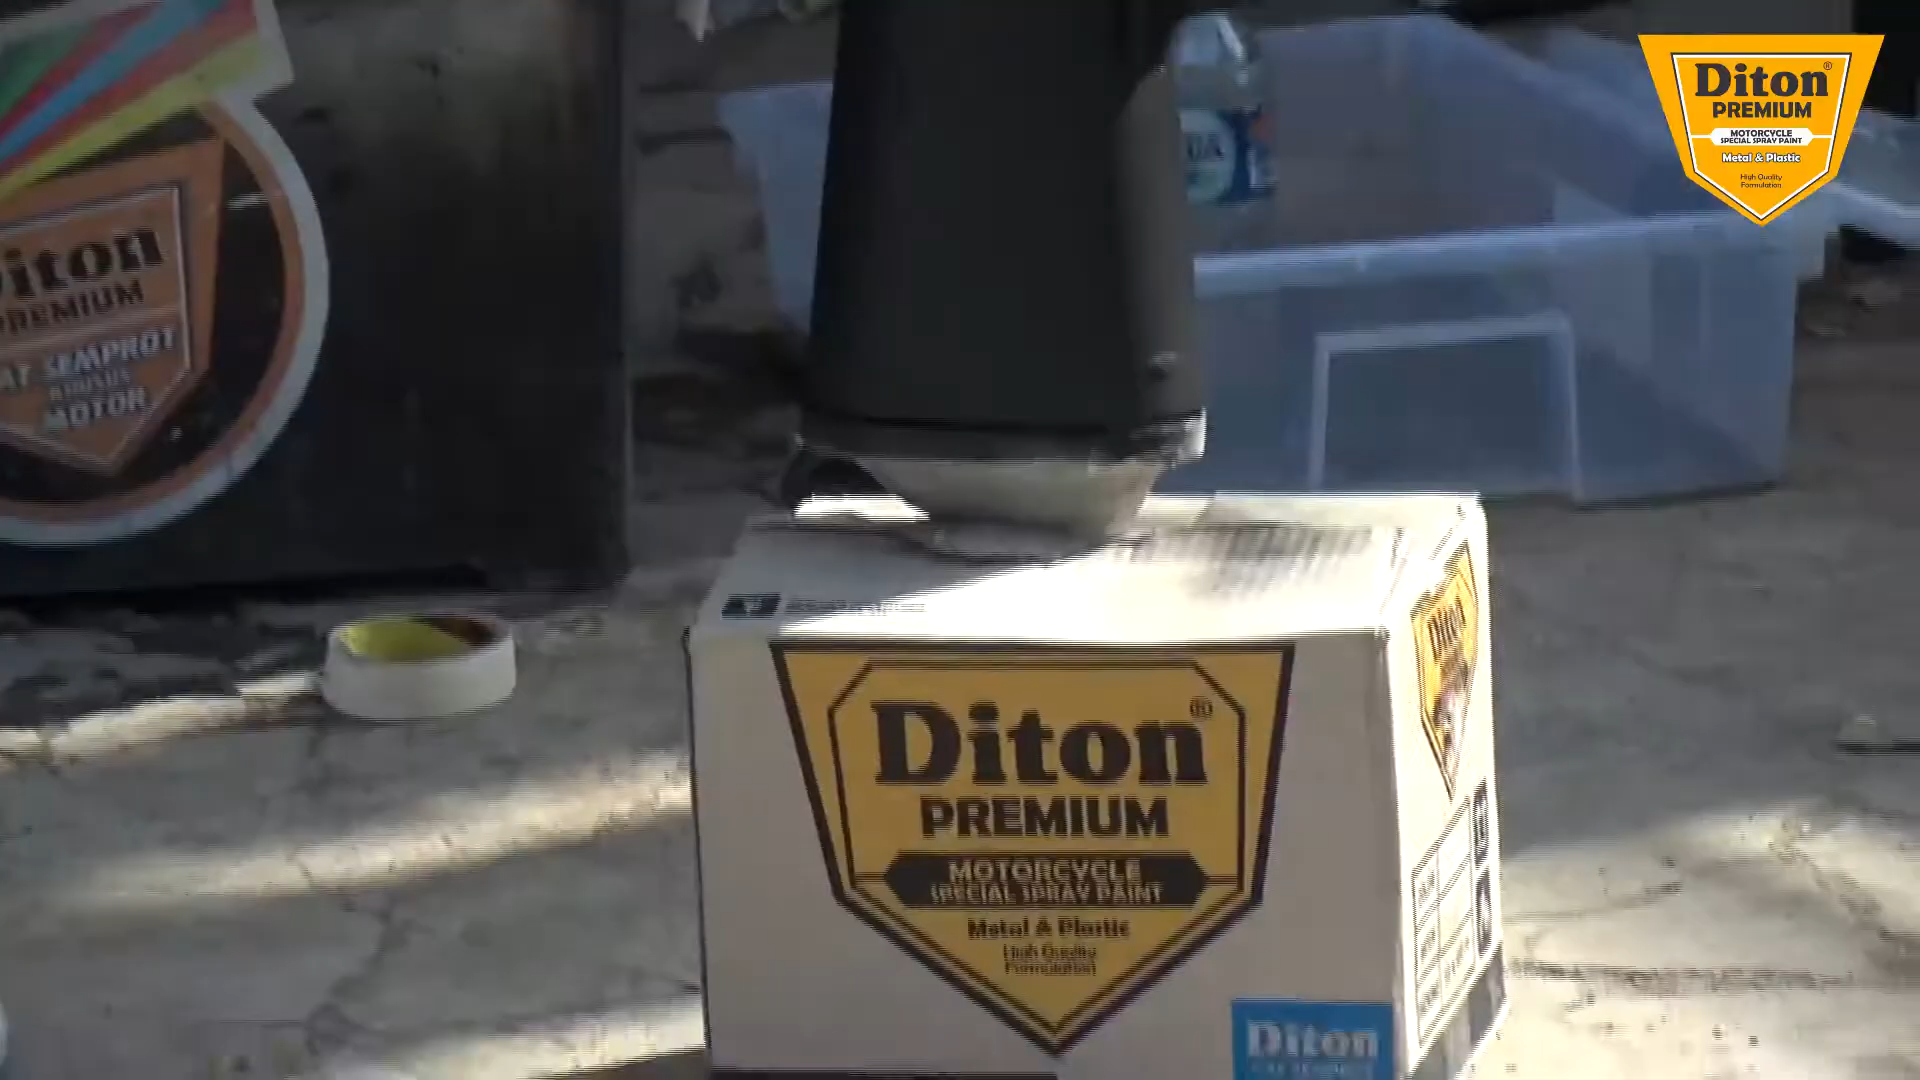 Diton®
PREMIUM
MOTORCYCLE
SPECIAL SPRAY PAINT
Metal & Plastic
High Quality
Formulation
Diton
PREMIUM
SEMPROT
KHUSUS
MOTOR
Diton®
PREMIUM
MOTORCYCLE
SPECIAL SPRAY PAINT
Metal & Plastic
High Quality
Formulation
Diton
Diton